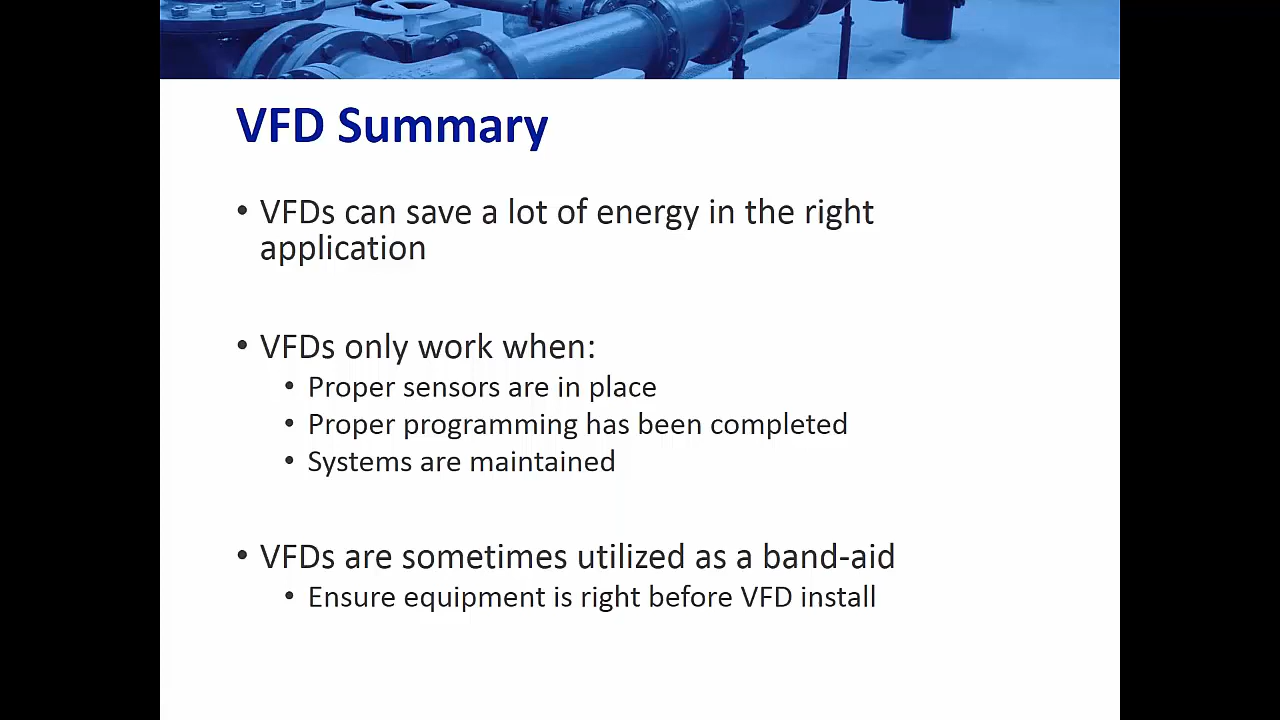 VFD Summary
• VFDs can save a lot of energy in the right
application
• VFDs only work when:
• Proper sensors are in place
• Proper programming has been completed
• Systems are maintained
• VFDs are sometimes utilized as a band-aid
• Ensure equipment is right before VFD install